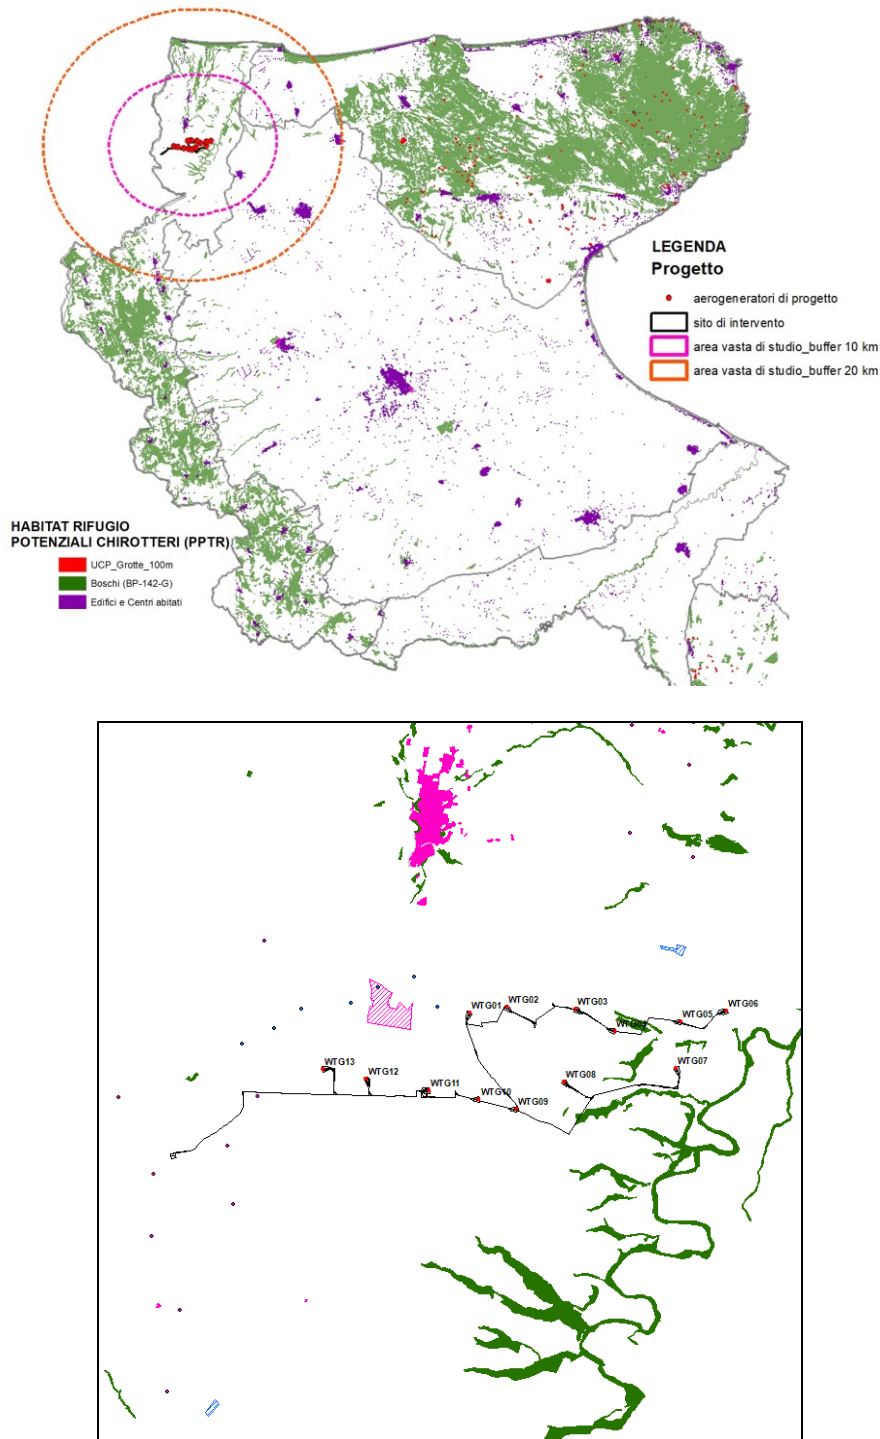 LEGENDA
Progetto
aerogeneratori di progetto
sito di intervento
area vasta di studio_buffer 10 km
area vasta di studio_buffer 20 km
HABITAT RIFUGIO
POTENZIALI CHIROTTERI (PPTR)
UCP_Grotte_100m
Boschi (BP-142-G)
Edifici e Centri abitati
WTG01
WTG02
WTG03
WTG05
WTG06
WTG07
WTG13
WTG12
WTG11
WTG08
WTG10
WTG09